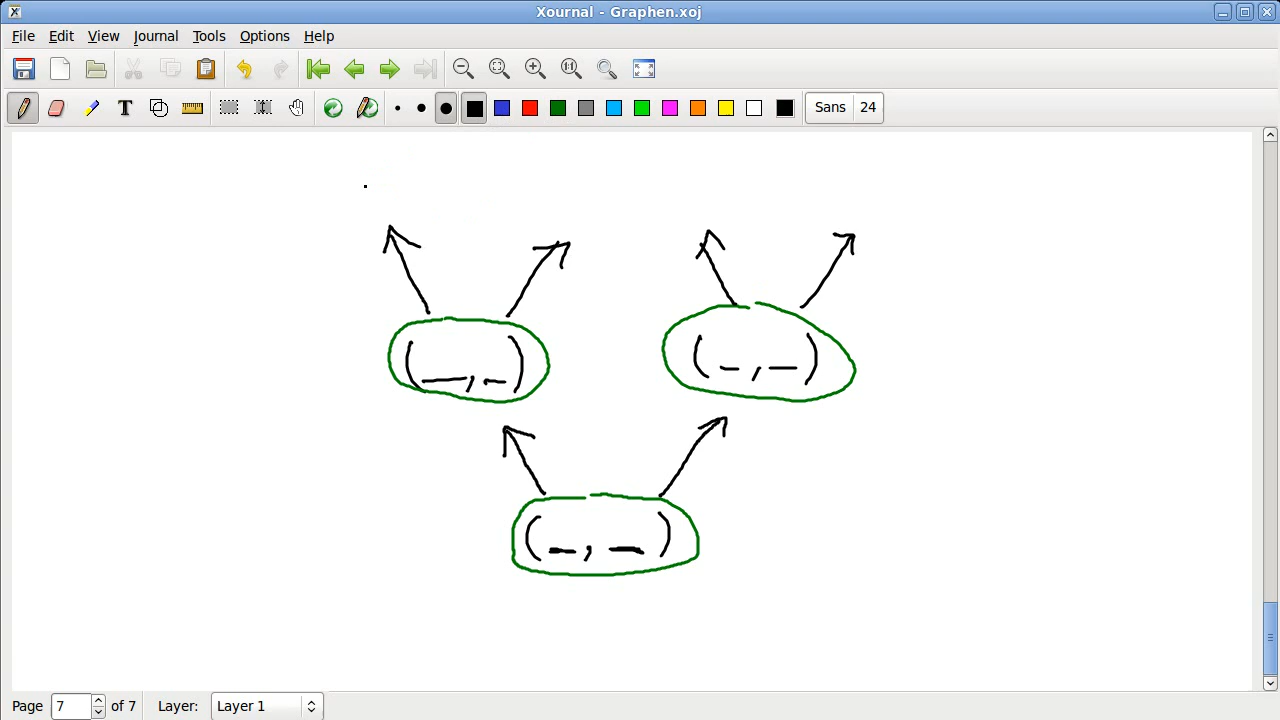 Xournal - Graphen.xoj
File Edit View Journal Tools Options Help
Sans 24
( _ , _ ) ( _ , _ )
( _ , _ )
Page 7 of 7 Layer: Layer 1